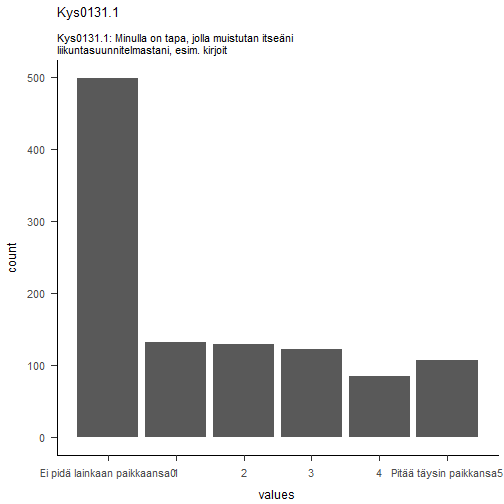 Kys0131.1
Kys0131.1: Minulla on tapa, jolla muistutan itseäni
liikuntasuunnitelmastani, esim. kirjoit
500
400
300
200
100
0
count
Ei pidä lainkaan paikkaansa0 1 2 3 4 Pitää täysin paikkansa5
values